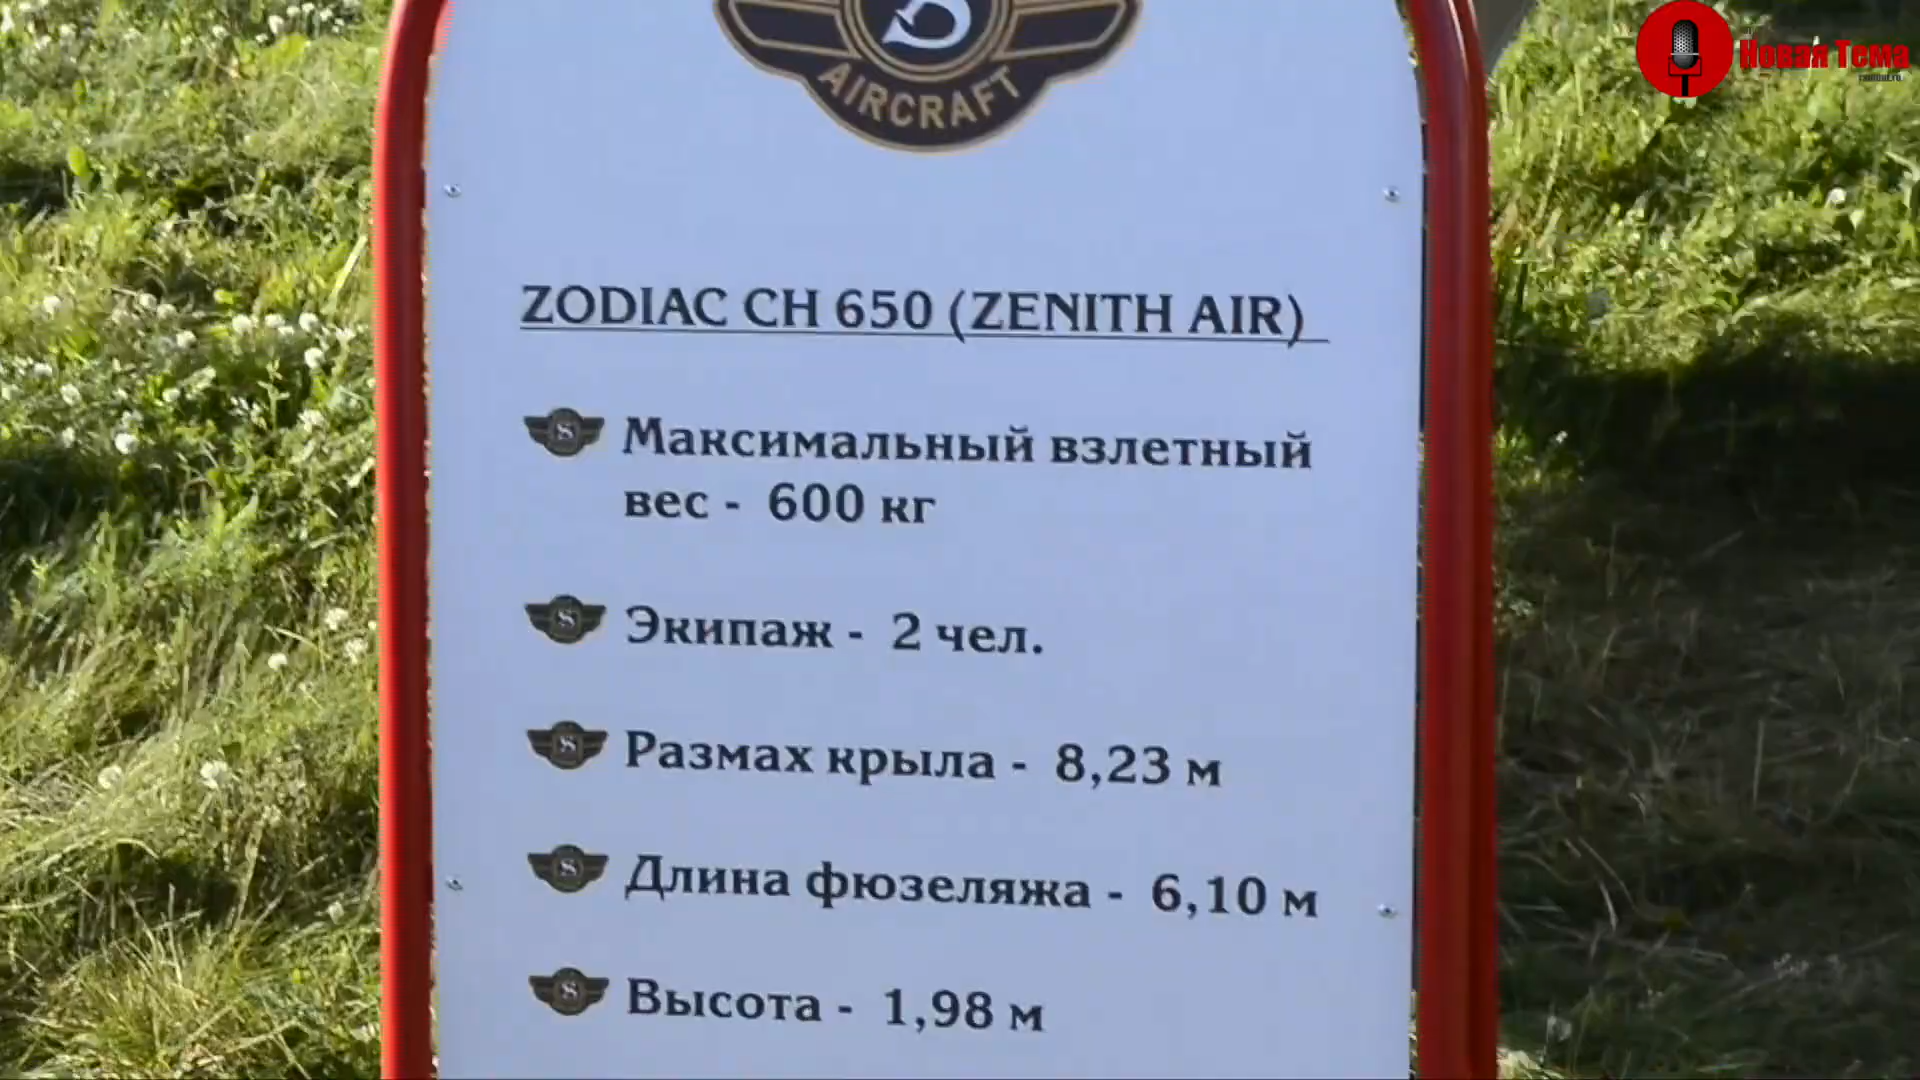 Новая Тема
AIRCRAFT
ZODIAC CH 650 (ZENITH AIR)
Максимальный взлетный
вес - 600 кг
Экипаж - 2 чел.
Размах крыла - 8,23 м
Длина фюзеляжа - 6,10 м
Высота - 1,98 м